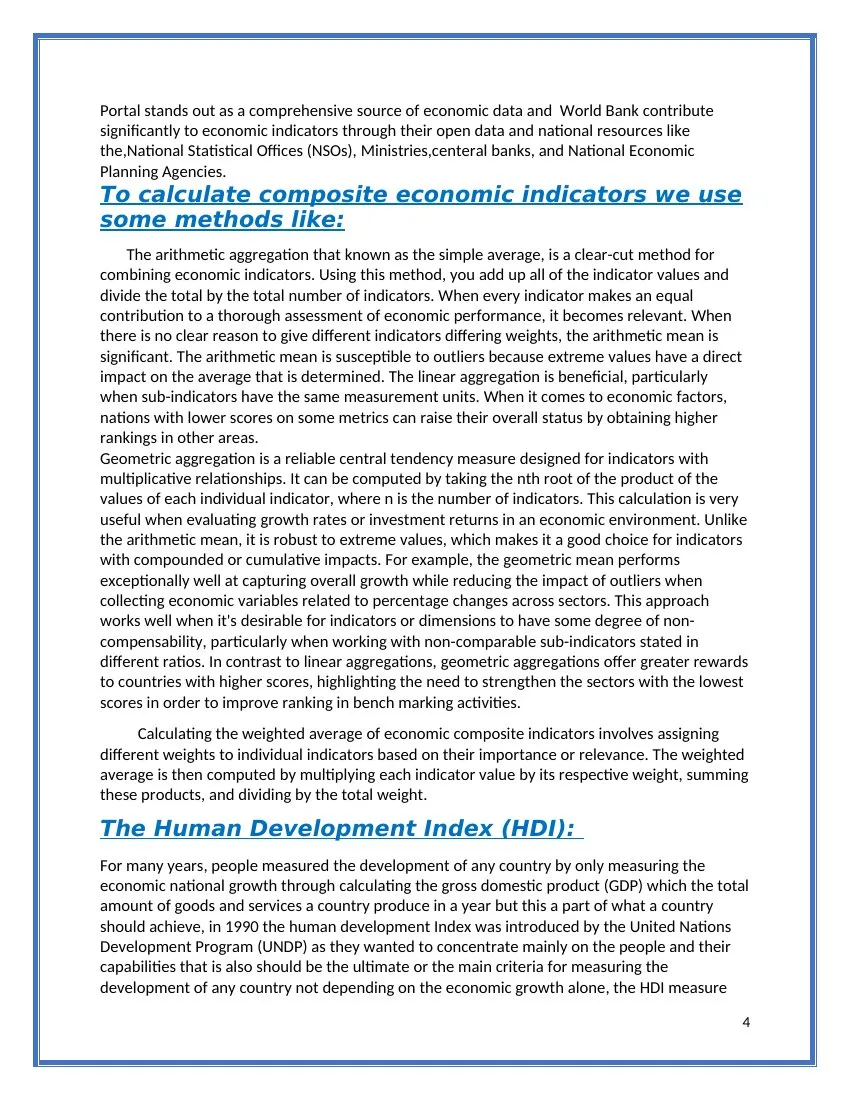 Portal stands out as a comprehensive source of economic data and  World Bank contribute
significantly to economic indicators through their open data and national resources like
the,National Statistical Offices (NSOs), Ministries,centeral banks, and National Economic
Planning Agencies.
To calculate composite economic indicators we use
some methods like:
The arithmetic aggregation that known as the simple average, is a clear-cut method for
combining economic indicators. Using this method, you add up all of the indicator values and
divide the total by the total number of indicators. When every indicator makes an equal
contribution to a thorough assessment of economic performance, it becomes relevant. When
there is no clear reason to give different indicators differing weights, the arithmetic mean is
significant. The arithmetic mean is susceptible to outliers because extreme values have a direct
impact on the average that is determined. The linear aggregation is beneficial, particularly
when sub-indicators have the same measurement units. When it comes to economic factors,
nations with lower scores on some metrics can raise their overall status by obtaining higher
rankings in other areas.
Geometric aggregation is a reliable central tendency measure designed for indicators with
multiplicative relationships. It can be computed by taking the nth root of the product of the
values of each individual indicator, where n is the number of indicators. This calculation is very
useful when evaluating growth rates or investment returns in an economic environment. Unlike
the arithmetic mean, it is robust to extreme values, which makes it a good choice for indicators
with compounded or cumulative impacts. For example, the geometric mean performs
exceptionally well at capturing overall growth while reducing the impact of outliers when
collecting economic variables related to percentage changes across sectors. This approach
works well when it's desirable for indicators or dimensions to have some degree of non-
compensability, particularly when working with non-comparable sub-indicators stated in
different ratios. In contrast to linear aggregations, geometric aggregations offer greater rewards
to countries with higher scores, highlighting the need to strengthen the sectors with the lowest
scores in order to improve ranking in bench marking activities.
Calculating the weighted average of economic composite indicators involves assigning
different weights to individual indicators based on their importance or relevance. The weighted
average is then computed by multiplying each indicator value by its respective weight, summing
these products, and dividing by the total weight.
The Human Development Index (HDI):
For many years, people measured the development of any country by only measuring the
economic national growth through calculating the gross domestic product (GDP) which the total
amount of goods and services a country produce in a year but this a part of what a country
should achieve, in 1990 the human development Index was introduced by the United Nations
Development Program (UNDP) as they wanted to concentrate mainly on the people and their
capabilities that is also should be the ultimate or the main criteria for measuring the
development of any country not depending on the economic growth alone, the HDI measure
4